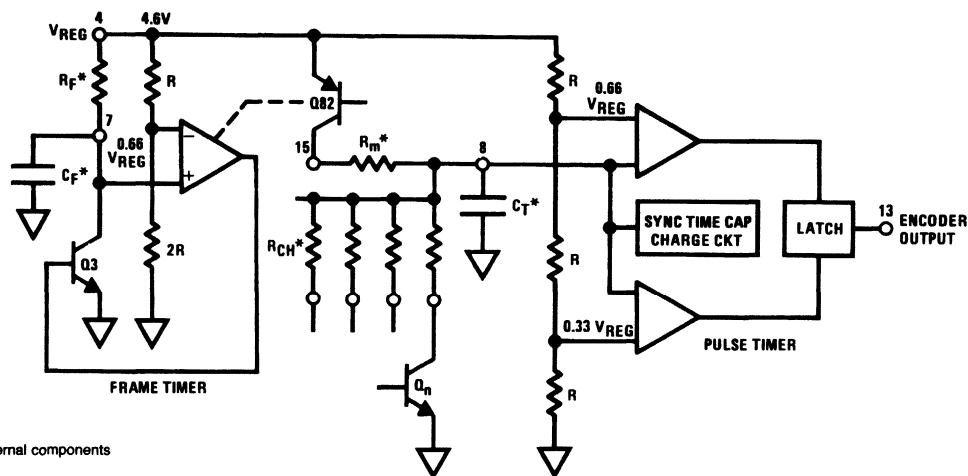 4 4.6V
VREG
RF* R
7
0.66
VREG
−
+
CF*
Q3
2R
FRAME TIMER
Q82
15 Rm* 8
CT*
RCH*
Qn
R
0.66
VREG
R
0.33 VREG
R
SYNC TIME CAP
CHARGE CKT
LATCH
13 ENCODER
OUTPUT
PULSE TIMER
components